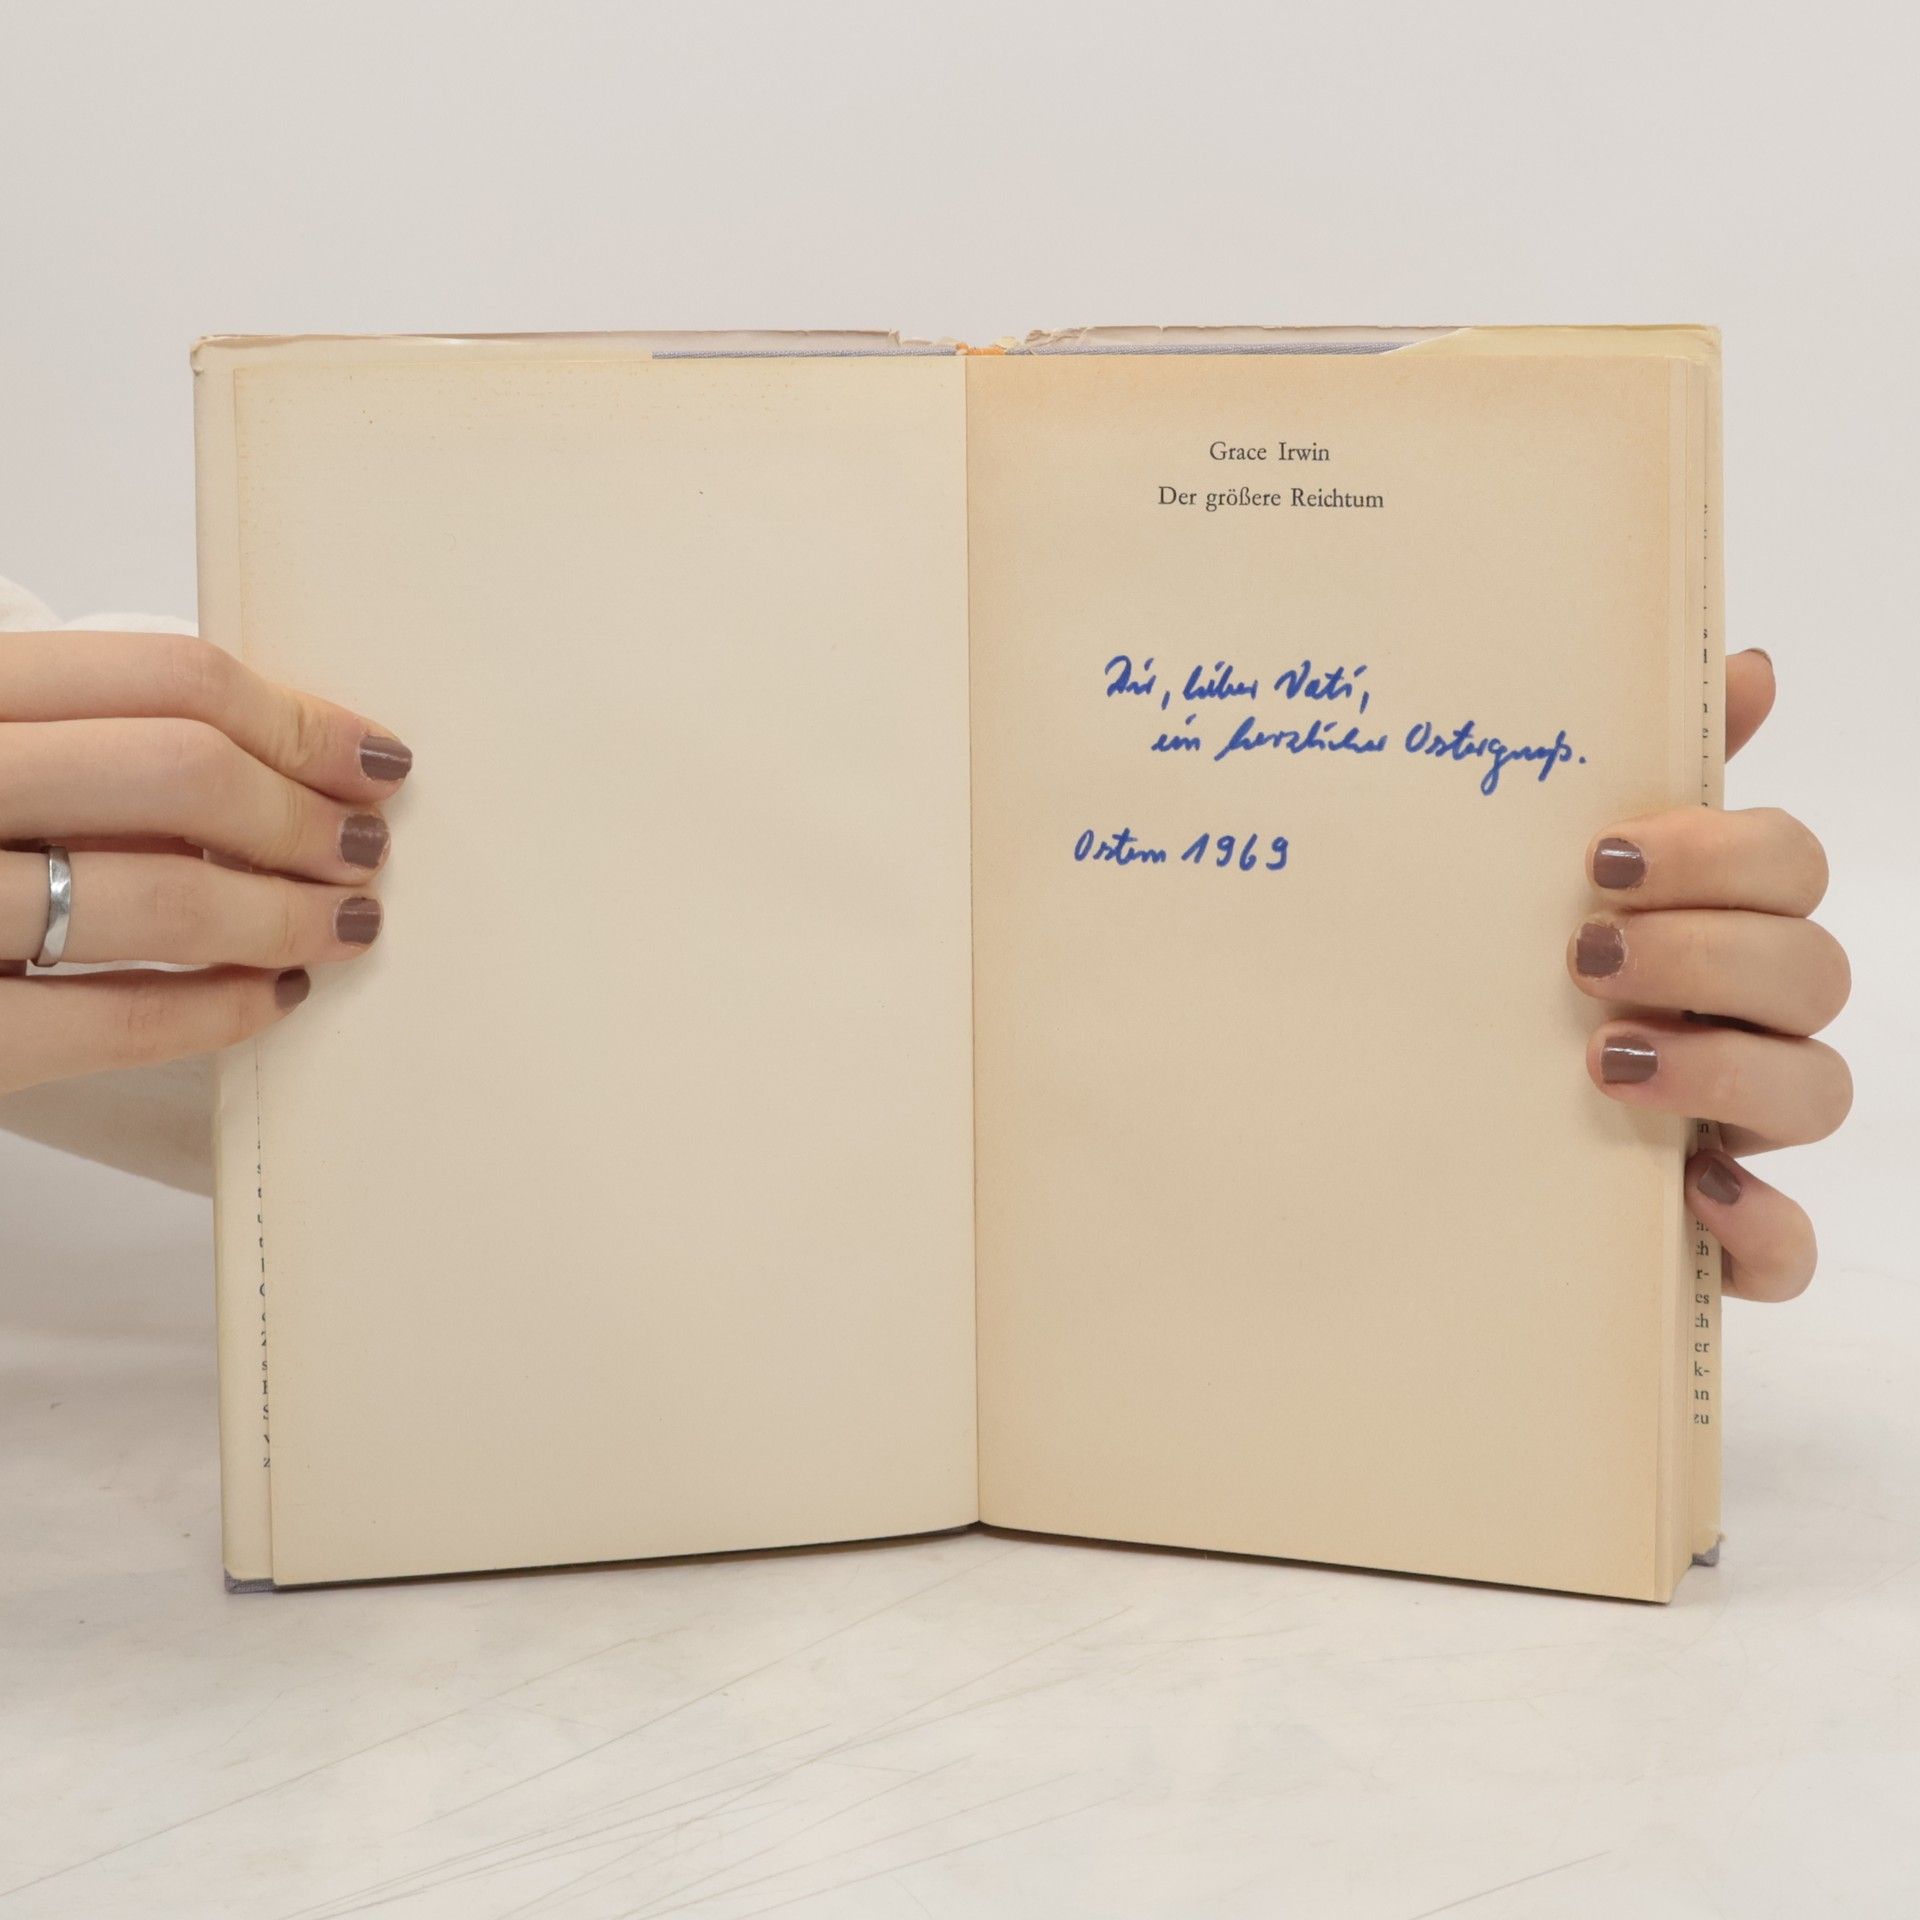 Grace Irwin
Der größere Reichtum
Dir, lieber Vati,
ein herzlicher Ostergruß.
Ostern 1969